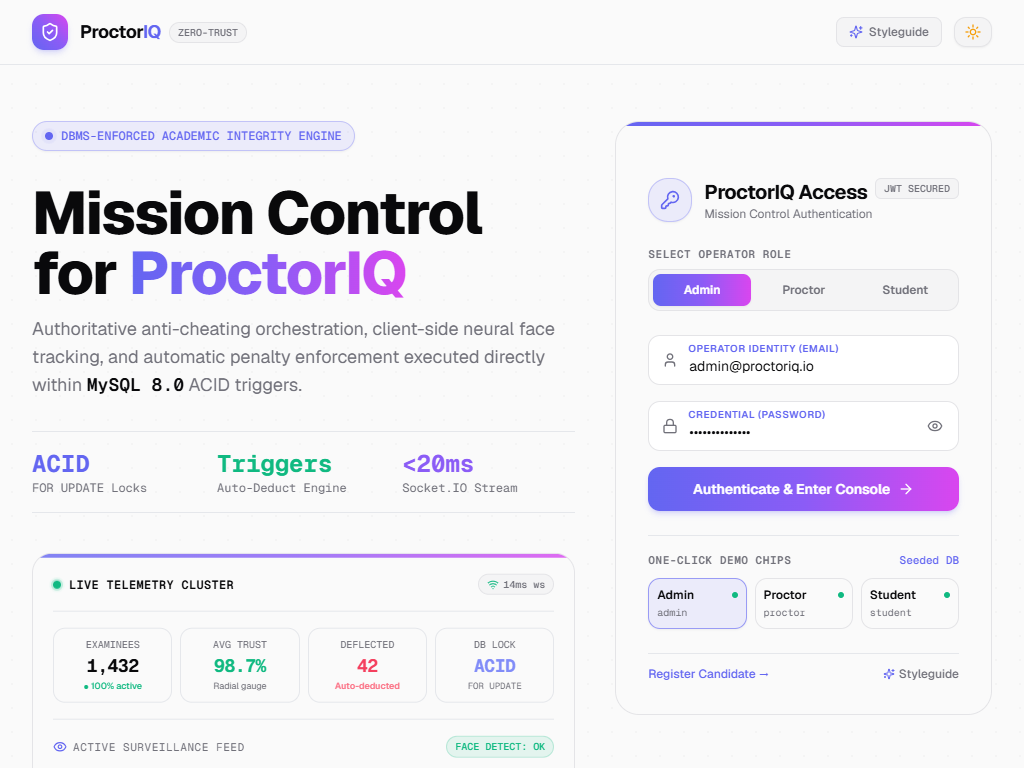 ProctorIQ ZERO-TRUST
Styleguide
DBMS-ENFORCED ACADEMIC INTEGRITY ENGINE
Mission Control
for ProctorIQ
Authoritative anti-cheating orchestration, client-side neural face
tracking, and automatic penalty enforcement executed directly
within MySQL 8.0 ACID triggers.
ACID
FOR UPDATE Locks
Triggers
Auto-Deduct Engine
<20ms
Socket.IO Stream
LIVE TELEMETRY CLUSTER
14ms ws
EXAMINEES
1,432
● 100% active
AVG TRUST
98.7%
Radial gauge
DEFLECTED
42
Auto-deducted
DB LOCK
ACID
FOR UPDATE
ACTIVE SURVEILLANCE FEED
FACE DETECT: OK
ProctorIQ Access
JWT SECURED
Mission Control Authentication
SELECT OPERATOR ROLE
Admin Proctor Student
OPERATOR IDENTITY (EMAIL)
admin@proctoriq.io
CREDENTIAL (PASSWORD)
••••••••••••••
Authenticate & Enter Console →
ONE-CLICK DEMO CHIPS
Seeded DB
Admin
admin
Proctor
proctor
Student
student
Register Candidate →
Styleguide